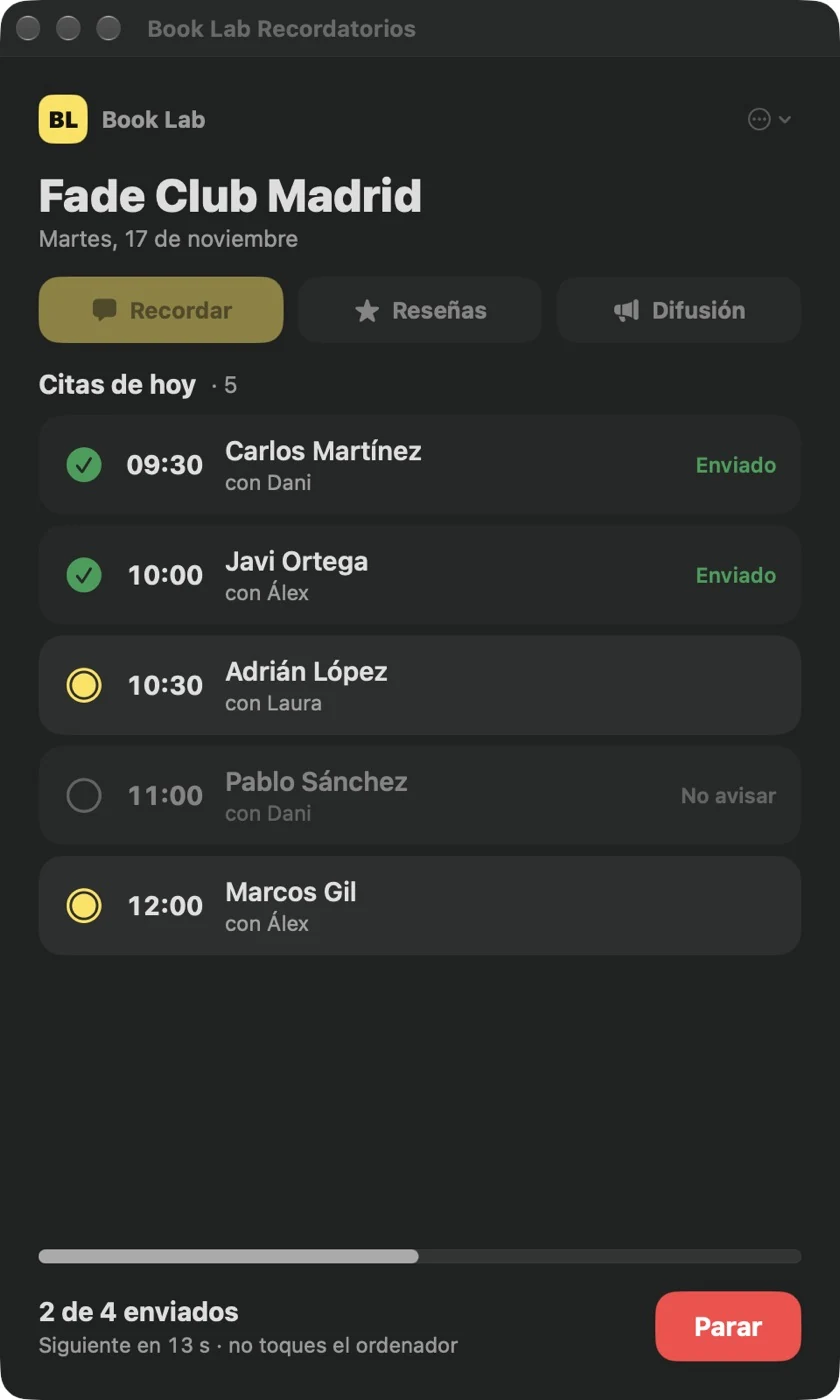 Book Lab Recordatorios
BL Book Lab
Fade Club Madrid
Martes, 17 de noviembre
Recordar Reseñas Difusión
Citas de hoy · 5
09:30 Carlos Martínez Enviado
con Dani
10:00 Javi Ortega Enviado
con Álex
10:30 Adrián López
con Laura
11:00 Pablo Sánchez No avisar
con Dani
12:00 Marcos Gil
con Álex
2 de 4 enviados
Siguiente en 13 s · no toques el ordenador
Parar